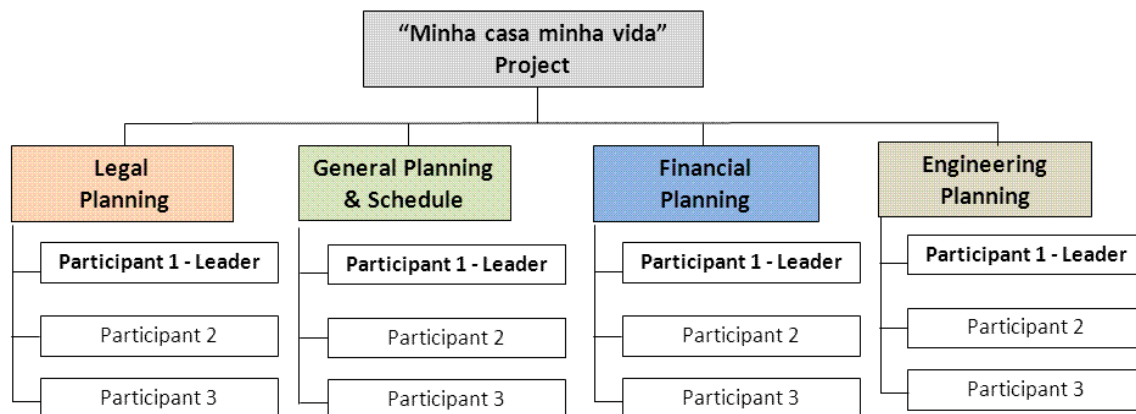 “Minha casa minha vida”
Project
Legal
Planning
Participant 1 - Leader
Participant 2
Participant 3
General Planning
& Schedule
Participant 1 - Leader
Participant 2
Participant 3
Financial
Planning
Participant 1 - Leader
Participant 2
Participant 3
Engineering
Planning
Participant 1 - Leader
Participant 2
Participant 3